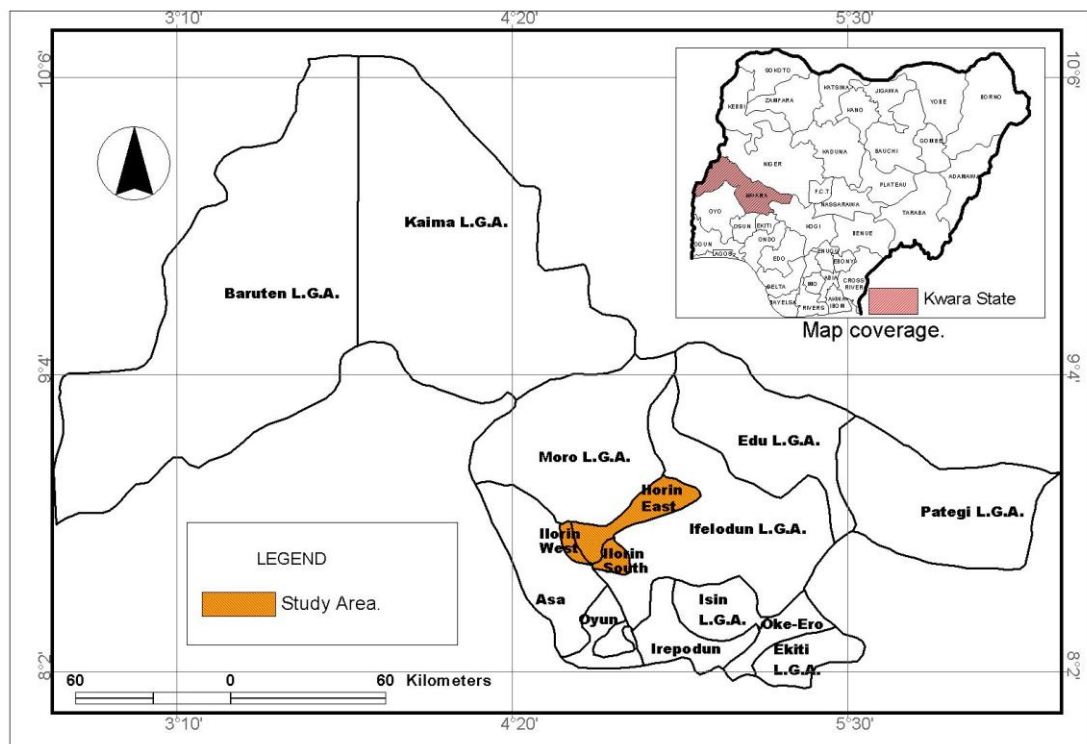 3°10' 4°20' 5°30'
10°6' 10°6'
9°4' 9°4'
8°2' 8°2'
Kaima L.G.A.
Baruten L.G.A.
Moro L.G.A.
Edu L.G.A.
Pategi L.G.A.
Ifelodun L.G.A.
East
Ilorin
West
Ilorin
South
Asa
Oyun
Isin
L.G.A.
Oke-Ero
Irepodun
Ekiti
L.G.A.
SOKOTO
KATSINA
JIGAWA
YOBE
BORNO
KEBBI
ZAMFARA
KANO
GOMBE
KADUNA
BAUCHI
NIGER
ADAMAWA
PLATEAU
F.C.T
NASSARAWA
TARABA
OYO
OSUN
EKITI
KOGI
BENUE
ONDO
OGUN
LAGOS
EDO
ENUGU
EBONYI
CROSS
RIVER
DELTA
IMO
ABIA
BAYELSA
RIVERS
Kwara State
Map coverage.
LEGEND
Study Area.
60 0 60 Kilometers
3°10' 4°20' 5°30'